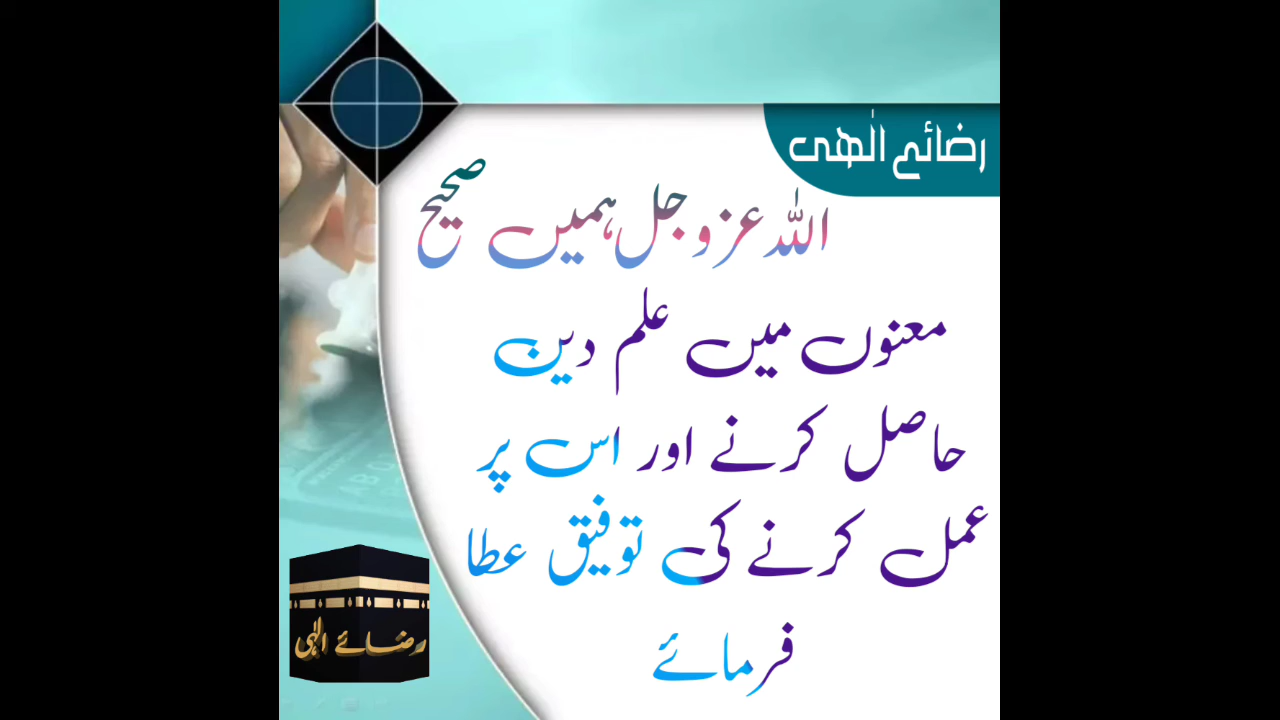 رضائے الٰھی
اللہ عزوجل ہمیں صحیح
معنوں میں علم دین
حاصل کرنے اور اس پر
عمل کرنے کی توفیق عطا
فرمائے
رضائے الٰہی